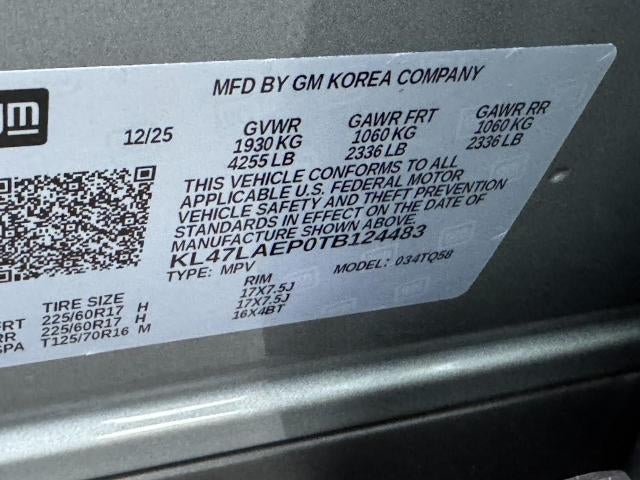 gm
MFD BY GM KOREA COMPANY
12/25 GVWR GAWR FRT GAWR RR
1930 KG 1060 KG 1060 KG
4255 LB 2336 LB 2336 LB
THIS VEHICLE CONFORMS TO ALL
APPLICABLE U.S. FEDERAL MOTOR
VEHICLE SAFETY AND THEFT PREVENTION
STANDARDS IN EFFECT ON THE DATE OF
MANUFACTURE SHOWN ABOVE.
KL47LAEP0TB124483
TYPE: MPV MODEL: 034TQ58
TIRE SIZE RIM
FRT 225/60R17 H 17X7.5J
RR 225/60R17 H 17X7.5J
SPA T125/70R16 M 16X4BT